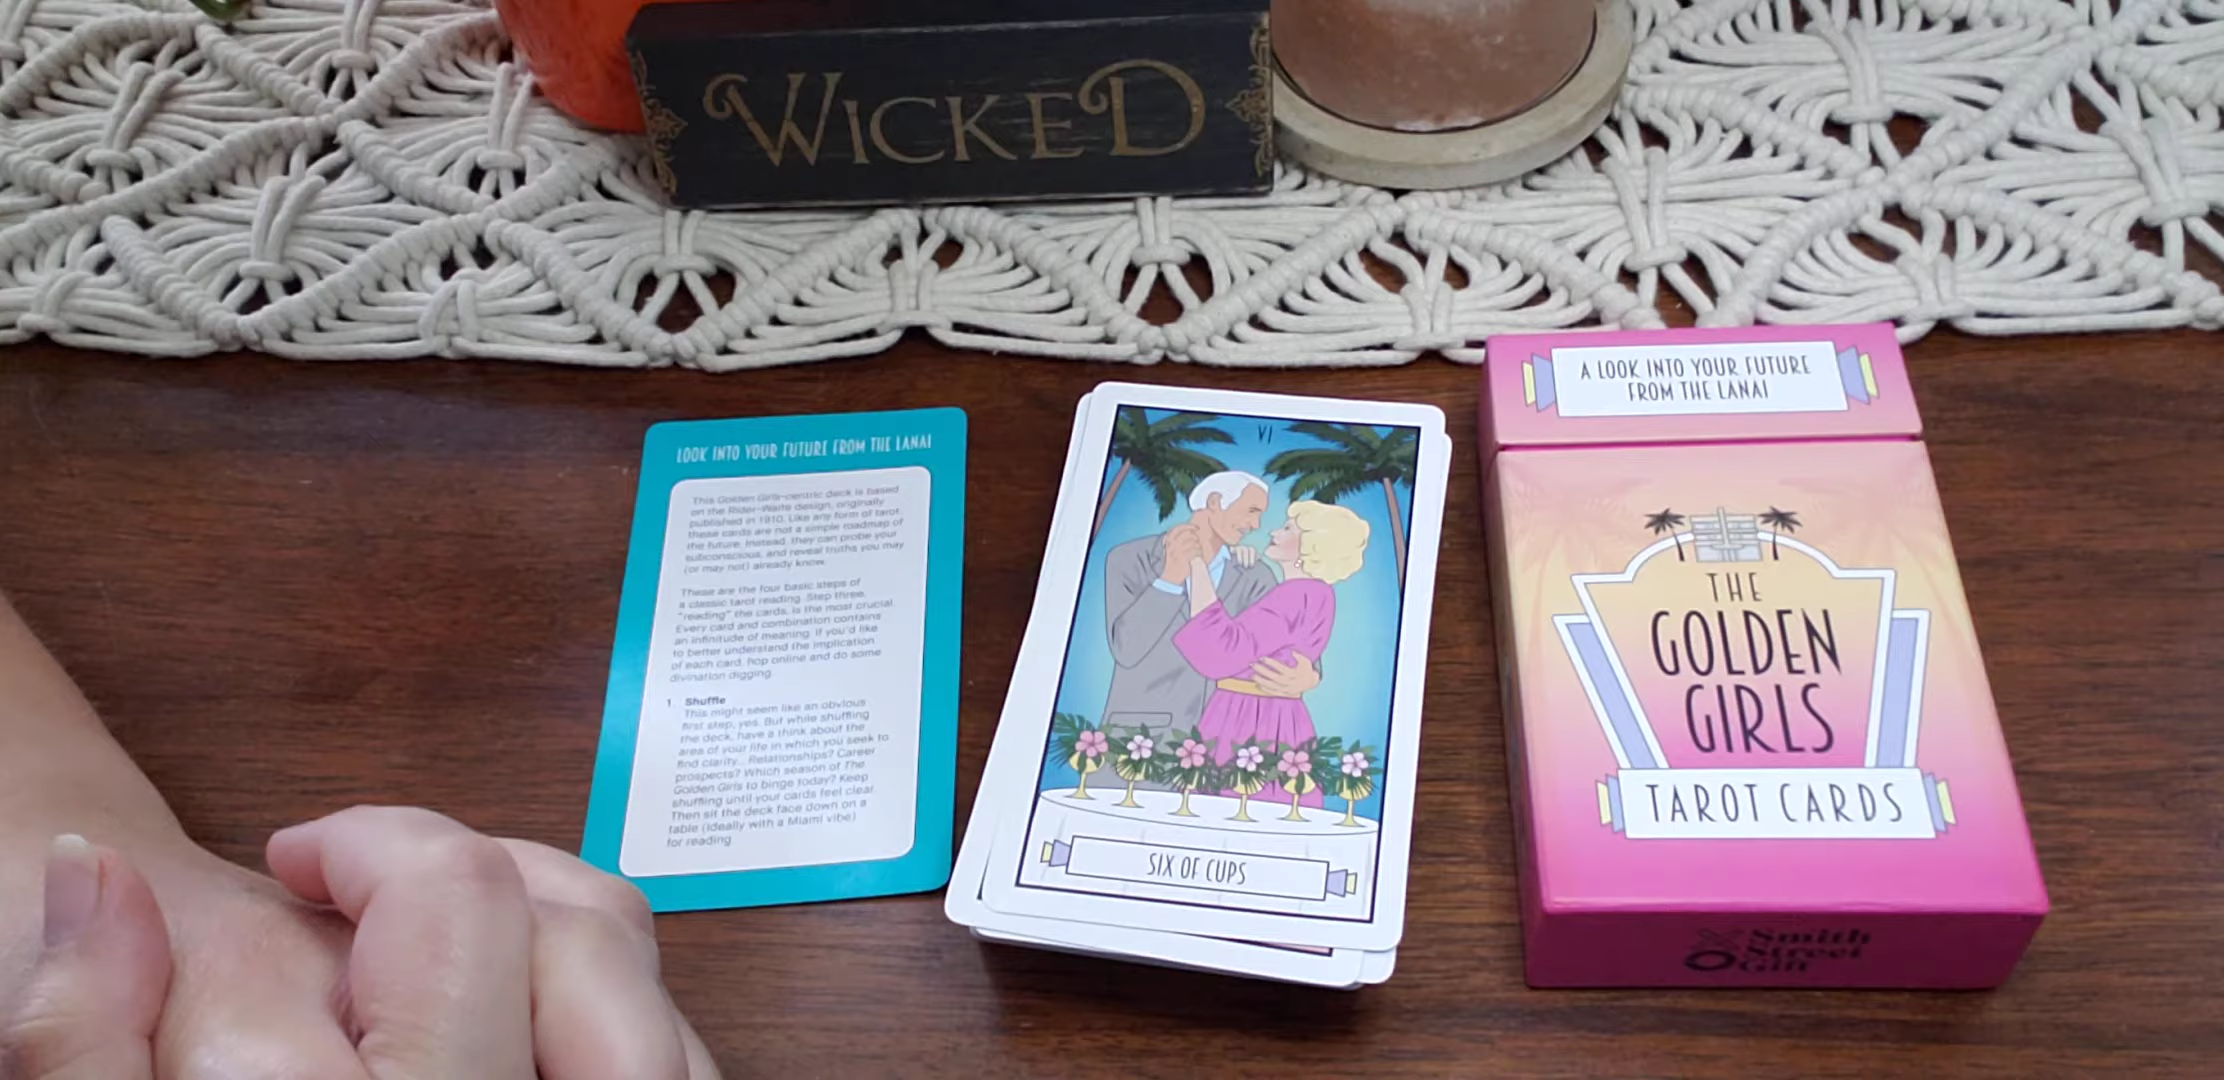 WICKED
LOOK INTO YOUR FUTURE FROM THE LANAI
This Golden Girls-centric deck is based
on the Rider-Waite design, originally
published in 1910. Like any form of tarot,
these cards are not a simple roadmap of
the future. Instead, they can probe your
subconscious, and reveal truths you may
(or may not) already know.
These are the four basic steps of
a classic tarot reading. Step three,
"reading" the cards, is the most crucial.
Every card and combination contains
an infinitude of meaning. If you'd like
to better understand the implication
of each card, hop online and do some
divination digging.
1. Shuffle
This might seem like an obvious
first step, yes. But while shuffling
the deck, have a think about the
area of your life in which you seek to
find clarity... Relationships? Career
prospects? Which season of The
Golden Girls to binge today? Keep
shuffling until your cards feel clear.
Then sit the deck face down on a
table (ideally with a Miami vibe)
for reading.
VI
SIX OF CUPS
A LOOK INTO YOUR FUTURE
FROM THE LANAI
THE
GOLDEN
GIRLS
TAROT CARDS
Smith
Street
Gift